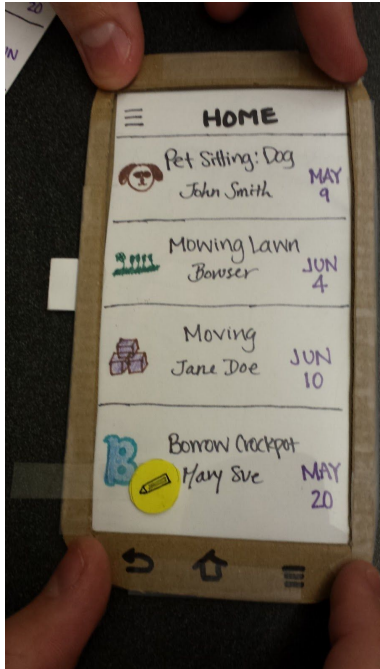 20
HOME
Pet Sitting: Dog
John Smith
MAY
9
Mowing Lawn
Bowser
JUN
4
Moving
Jane Doe
JUN
10
B
Borrow Crockpot
Mary Sue
MAY
20